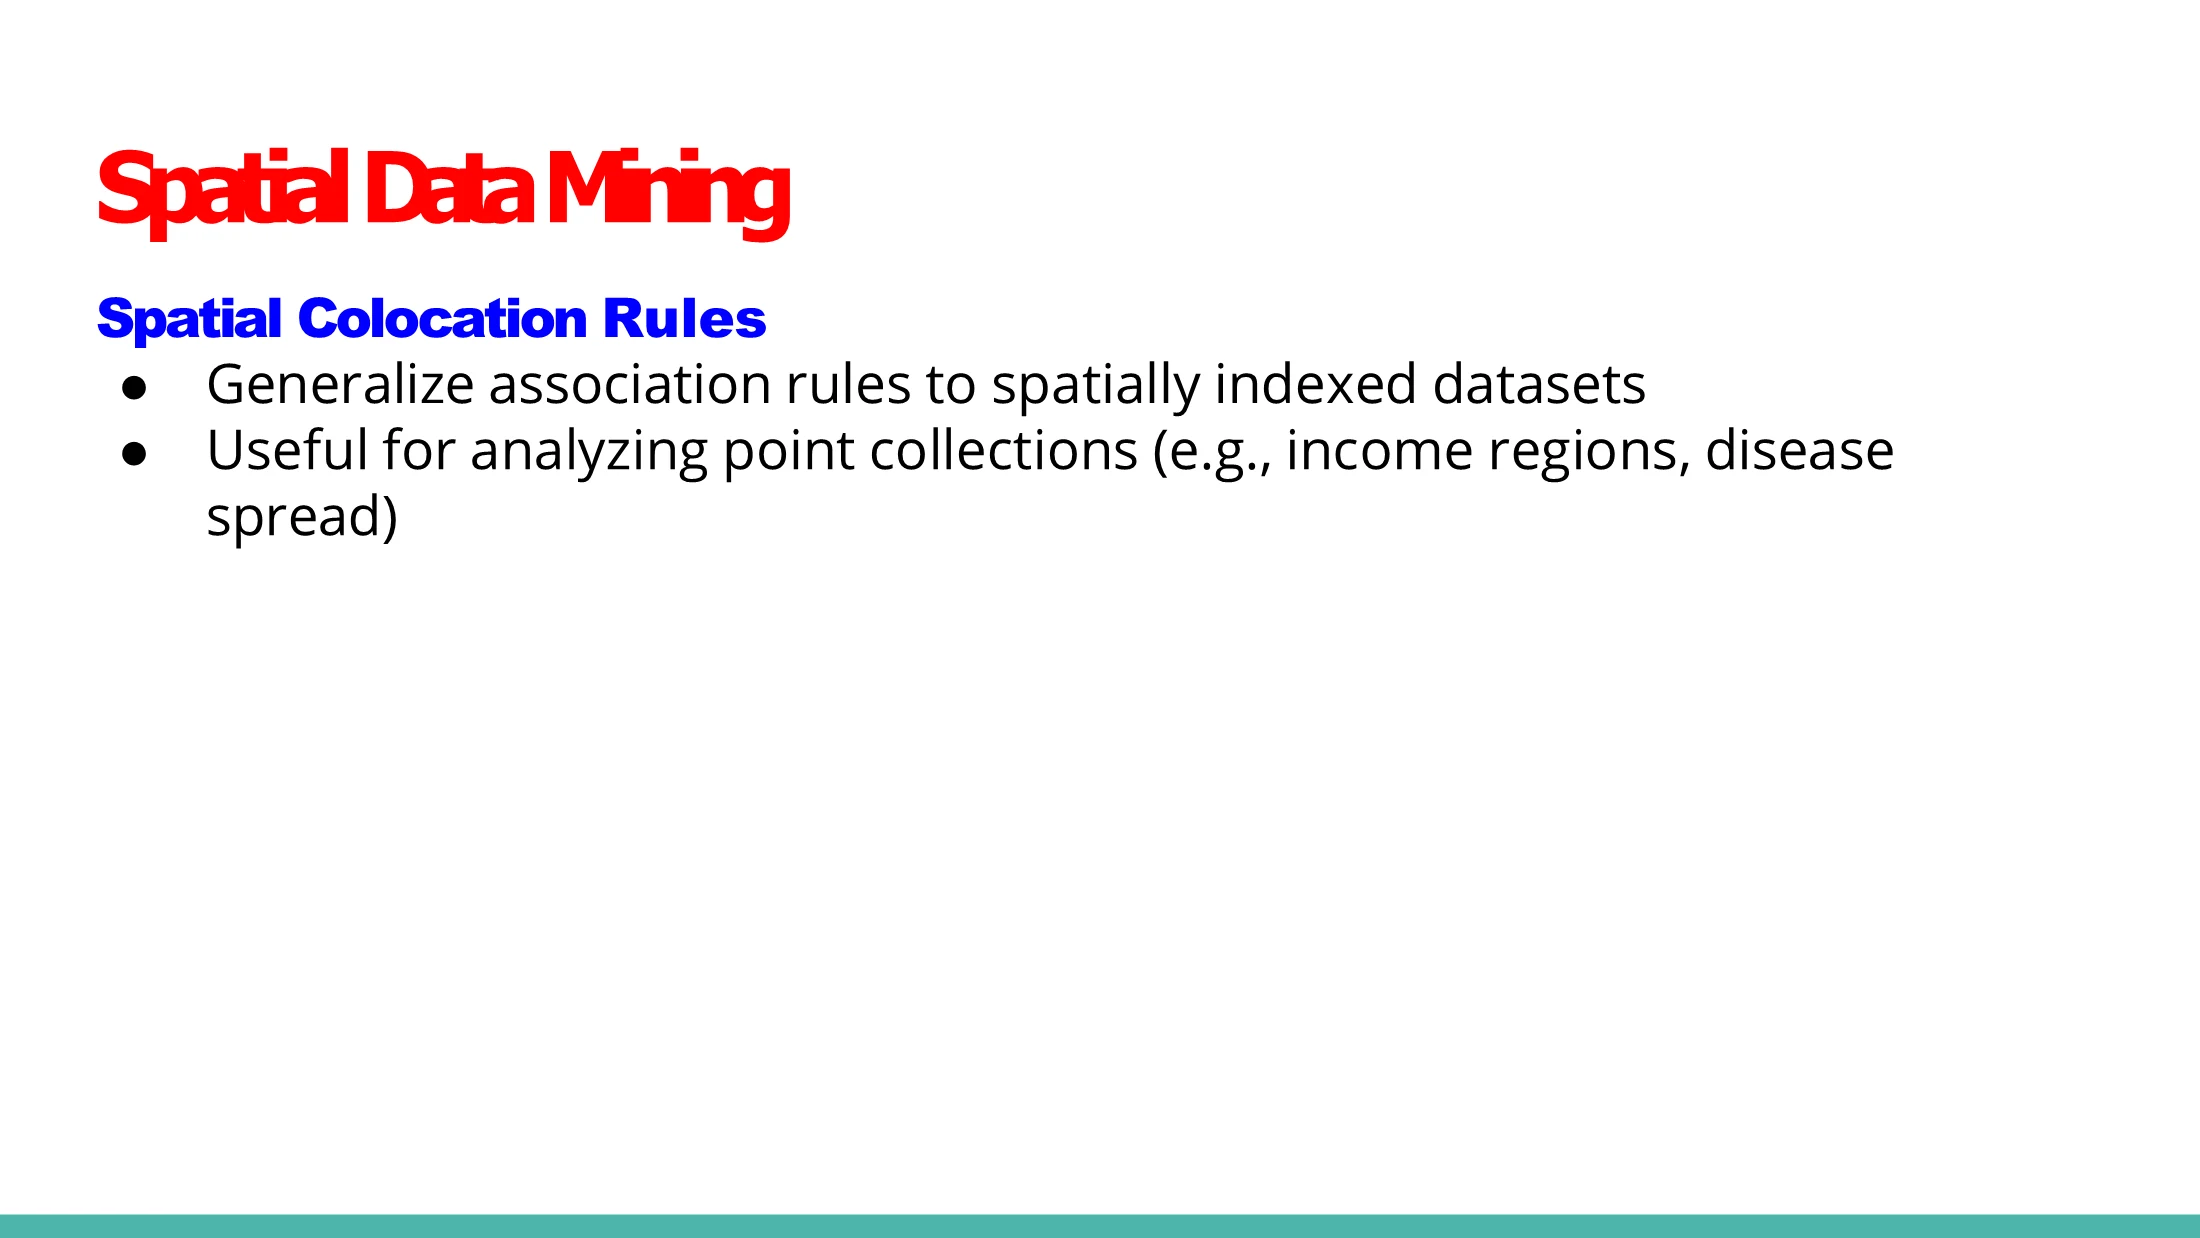 Spatial Data Mining
Spatial Colocation Rules
● Generalize association rules to spatially indexed datasets
● Useful for analyzing point collections (e.g., income regions, disease
spread)